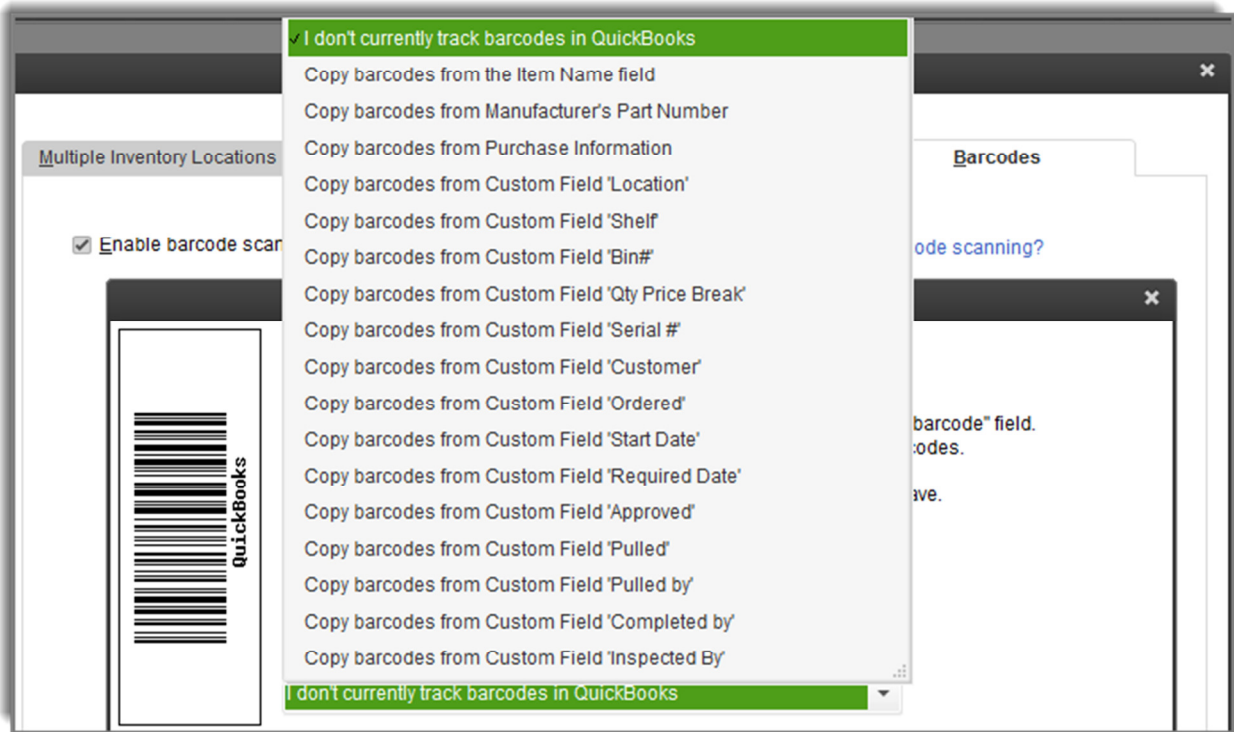 ✓ I don't currently track barcodes in QuickBooks
Copy barcodes from the Item Name field
Copy barcodes from Manufacturer's Part Number
Copy barcodes from Purchase Information
Copy barcodes from Custom Field 'Location'
Copy barcodes from Custom Field 'Shelf'
Copy barcodes from Custom Field 'Bin#'
Copy barcodes from Custom Field 'Qty Price Break'
Copy barcodes from Custom Field 'Serial #'
Copy barcodes from Custom Field 'Customer'
Copy barcodes from Custom Field 'Ordered'
Copy barcodes from Custom Field 'Start Date'
Copy barcodes from Custom Field 'Required Date'
Copy barcodes from Custom Field 'Approved'
Copy barcodes from Custom Field 'Pulled'
Copy barcodes from Custom Field 'Pulled by'
Copy barcodes from Custom Field 'Completed by'
Copy barcodes from Custom Field 'Inspected By'
I don't currently track barcodes in QuickBooks
Multiple Inventory Locations
Barcodes
Enable barcode scan
ode scanning?
QuickBooks
barcode" field.
codes.
ave.